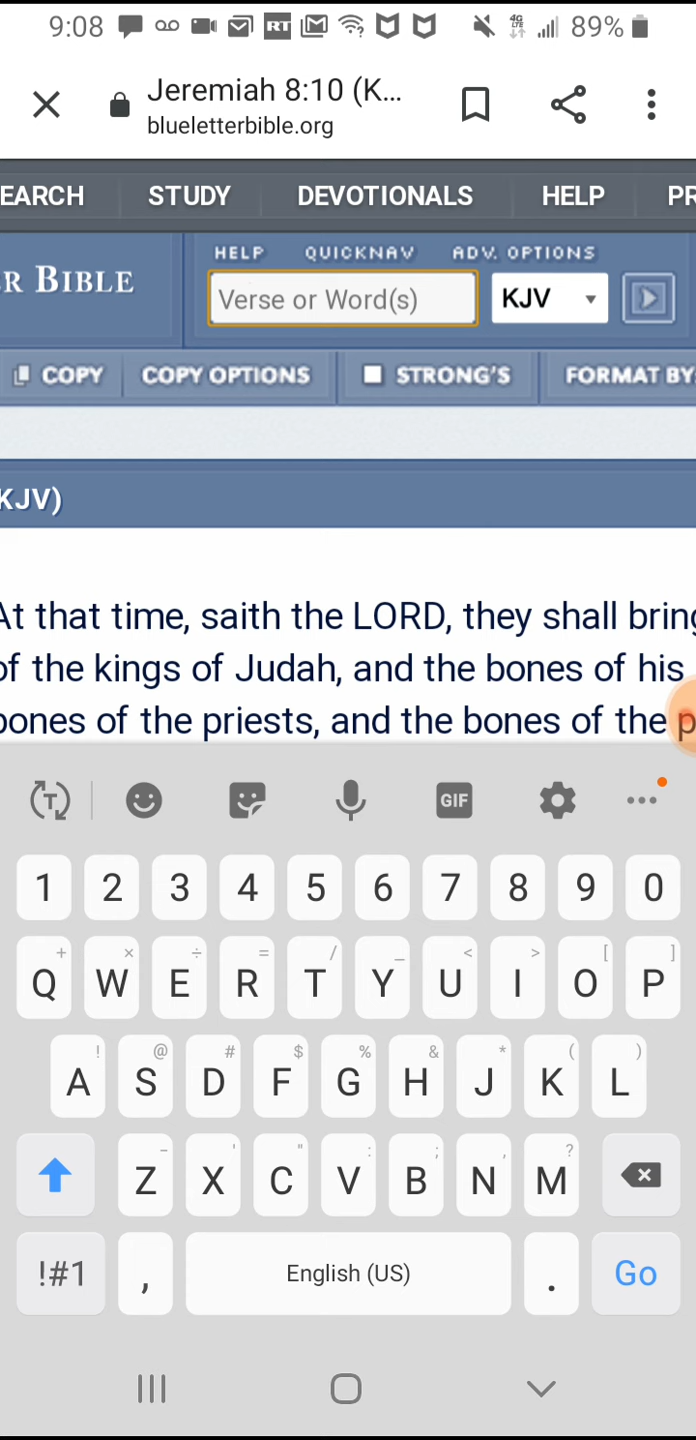 9:08 RT 4G LTE 89%
Jeremiah 8:10 (K...
blueletterbible.org
EARCH STUDY DEVOTIONALS HELP PR
R BIBLE
HELP QUICKNAV ADV. OPTIONS
Verse or Word(s) KJV
COPY COPY OPTIONS STRONG'S FORMAT BY
KJV)
At that time, saith the LORD, they shall bring
of the kings of Judah, and the bones of his
bones of the priests, and the bones of the p
T GIF
1 2 3 4 5 6 7 8 9 0
+ × ÷ = / _ < > [ ]
Q W E R T Y U I O P
! @ # $ % & * ( )
A S D F G H J K L
- ' " : ; , ?
Z X C V B N M
!#1 , English (US) . Go